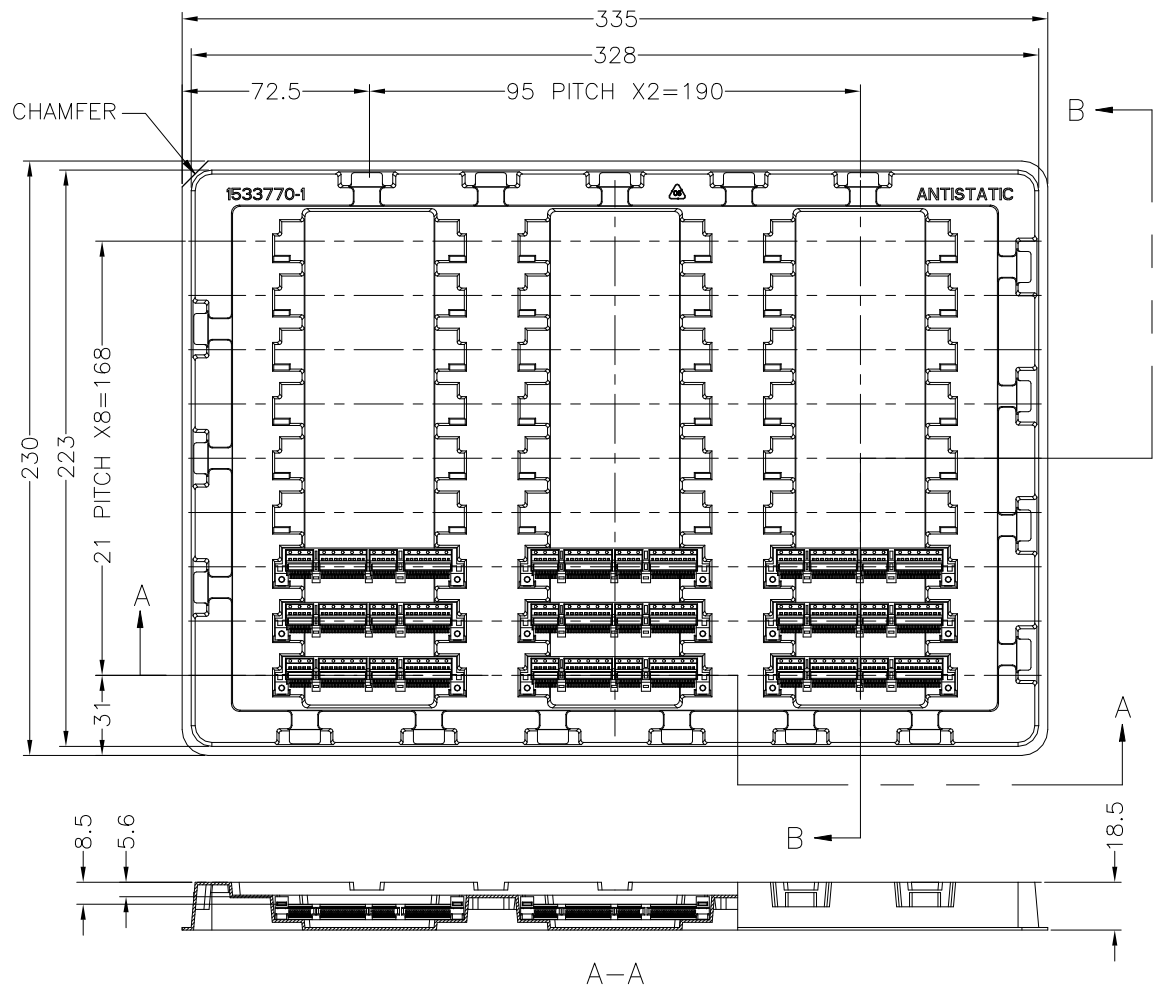 335
328
72.5
95 PITCH X2=190
CHAMFER
B
1533770-1
ANTISTATIC
230
223
21 PITCH X8=168
A
31
A
B
8.5
5.6
18.5
A-A